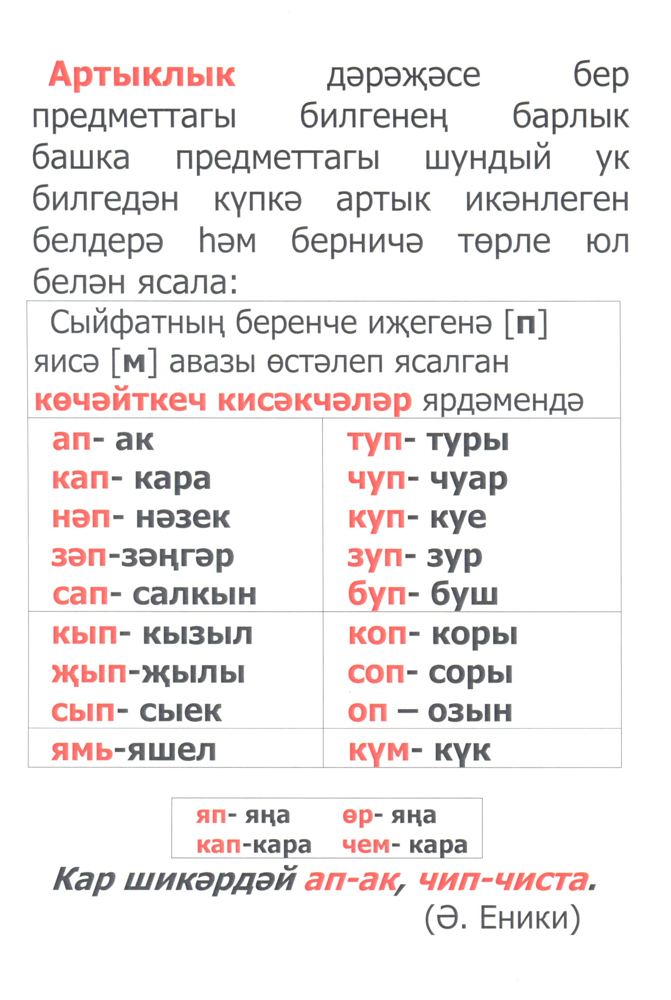 Артыклык дәрәҗәсе бер
предметтагы билгенең барлык
башка предметтагы шундый ук
билгедән күпкә артык икәнлеген
белдерә һәм берничә төрле юл
белән ясала:
Сыйфатның беренче иҗегенә [п]
яисә [м] авазы өстәлеп ясалган
көчәйткеч кисәкчәләр ярдәмендә
ап- ак
кап- кара
нәп- нәзек
зәп-зәңгәр
сап- салкын
туп- туры
чуп- чуар
куп- куе
зуп- зур
буп- буш
кып- кызыл
җып-җылы
сып- сыек
коп- коры
соп- соры
оп – озын
ямь-яшел
күм- күк
яп- яңа өр- яңа
кап-кара чем- кара
Кар шикәрдәй ап-ак, чип-чиста.
(Ә. Еники)